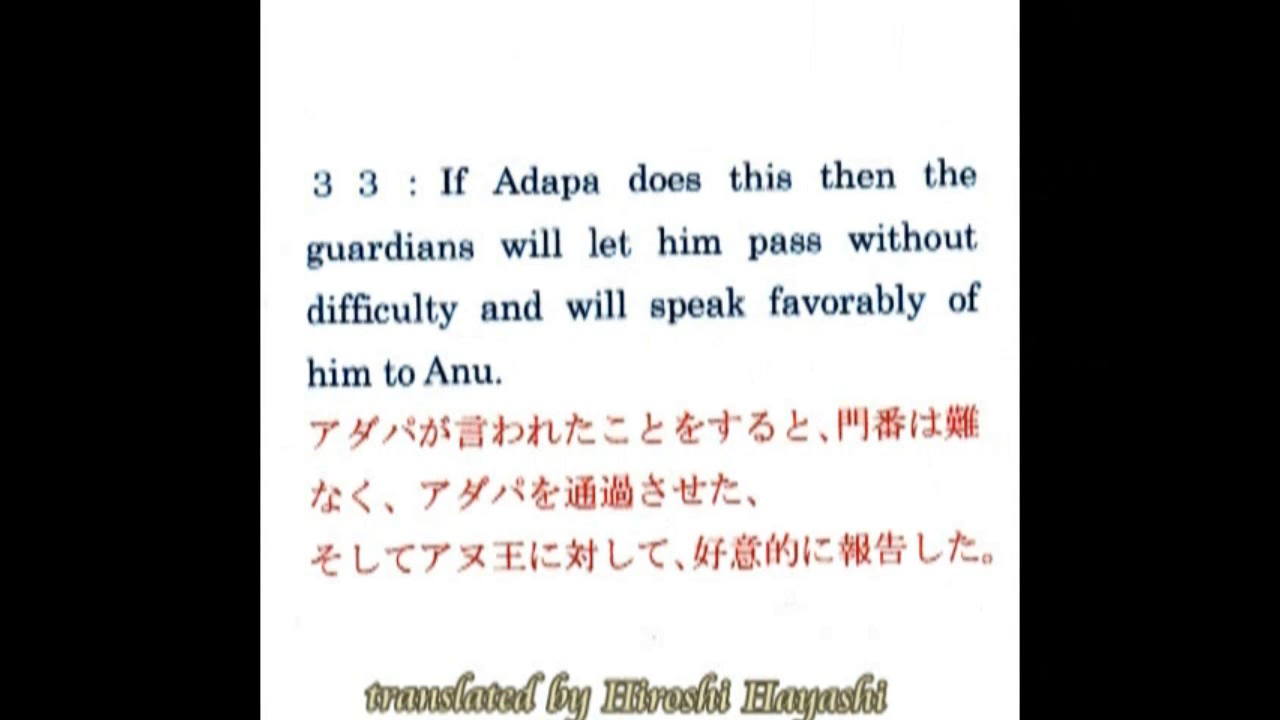 ３３：If Adapa does this then the
guardians will let him pass without
difficulty and will speak favorably of
him to Anu.
アダパが言われたことをすると、門番は難
なく、アダパを通過させた、
そしてアヌ王に対して、好意的に報告した。
translated by Hiroshi Hayashi